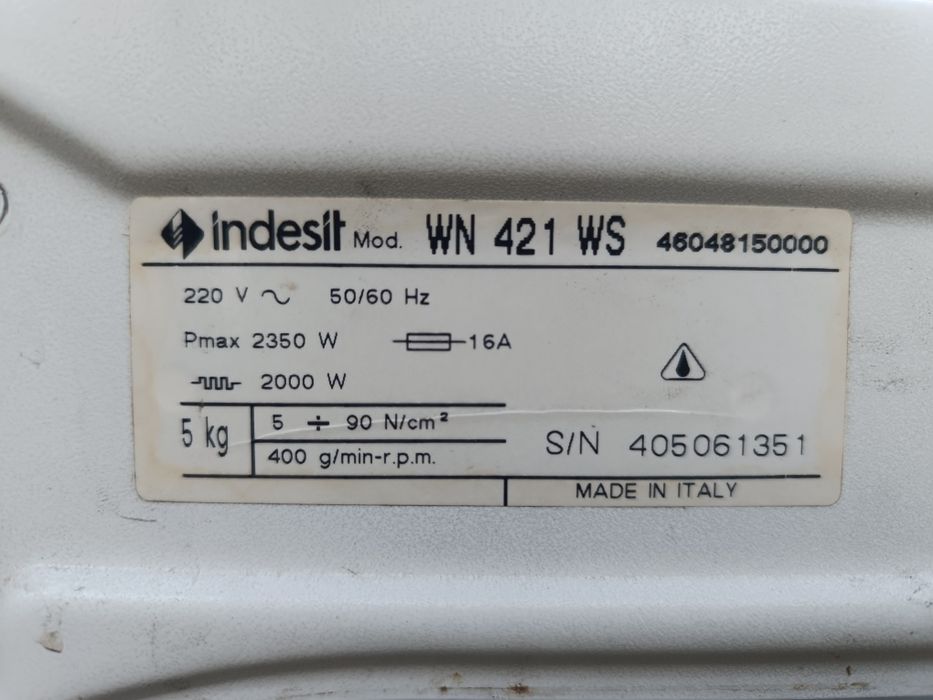 indesit Mod. WN 421 WS 46048150000
220 V ~ 50/60 Hz
Pmax 2350 W 16A
2000 W
5 kg
5 ÷ 90 N/cm²
400 g/min-r.p.m.
S/N 405061351
MADE IN ITALY